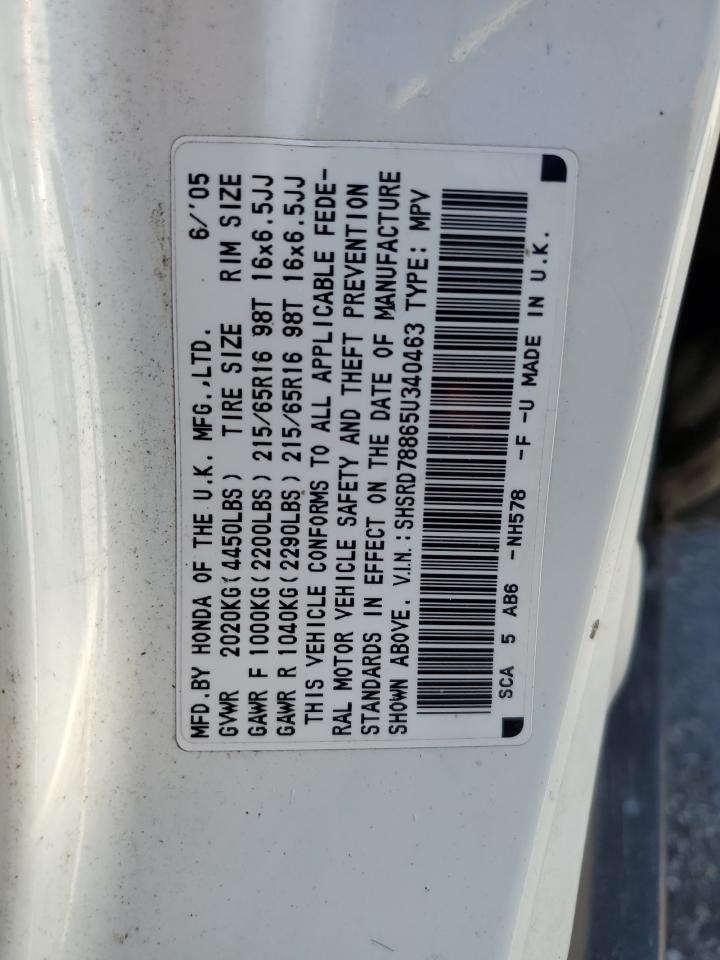 MFD.BY HONDA OF THE U.K. MFG.,LTD. 6/'05
GVWR 2020KG(4450LBS) TIRE SIZE RIM SIZE
GAWR F 1000KG(2200LBS) 215/65R16 98T 16x6.5JJ
GAWR R 1040KG(2290LBS) 215/65R16 98T 16x6.5JJ
THIS VEHICLE CONFORMS TO ALL APPLICABLE FEDE-
RAL MOTOR VEHICLE SAFETY AND THEFT PREVENTION
STANDARDS IN EFFECT ON THE DATE OF MANUFACTURE
SHOWN ABOVE. V.I.N.:SHSRD78865U340463 TYPE: MPV
SCA 5 AB6 -NH578 -F -U MADE IN U.K.